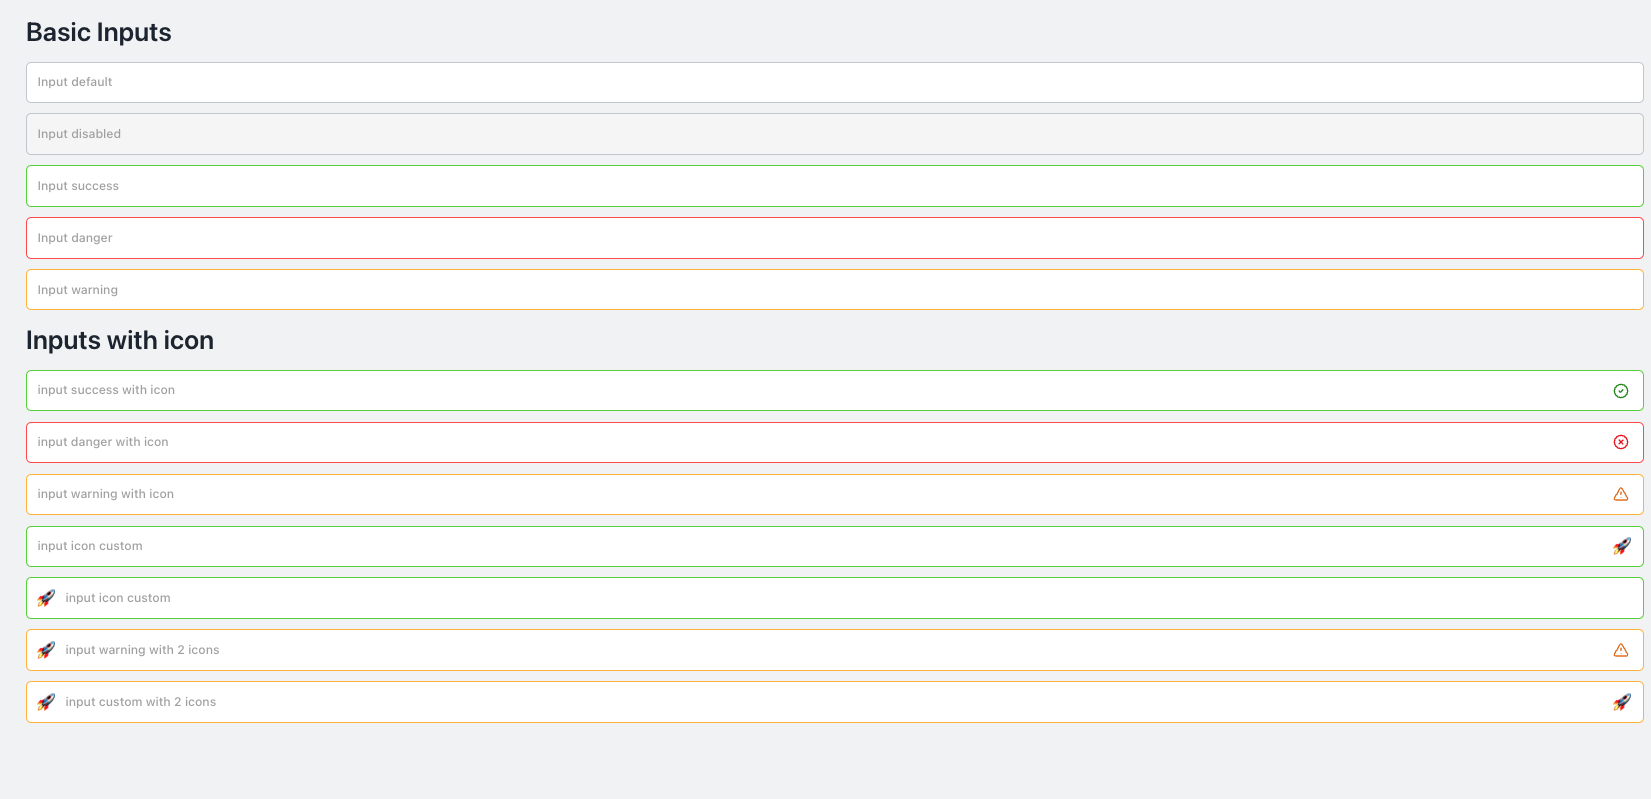 Basic Inputs
Input default
Input disabled
Input success
Input danger
Input warning
Inputs with icon
input success with icon
input danger with icon
input warning with icon
input icon custom
input icon custom
input warning with 2 icons
input custom with 2 icons